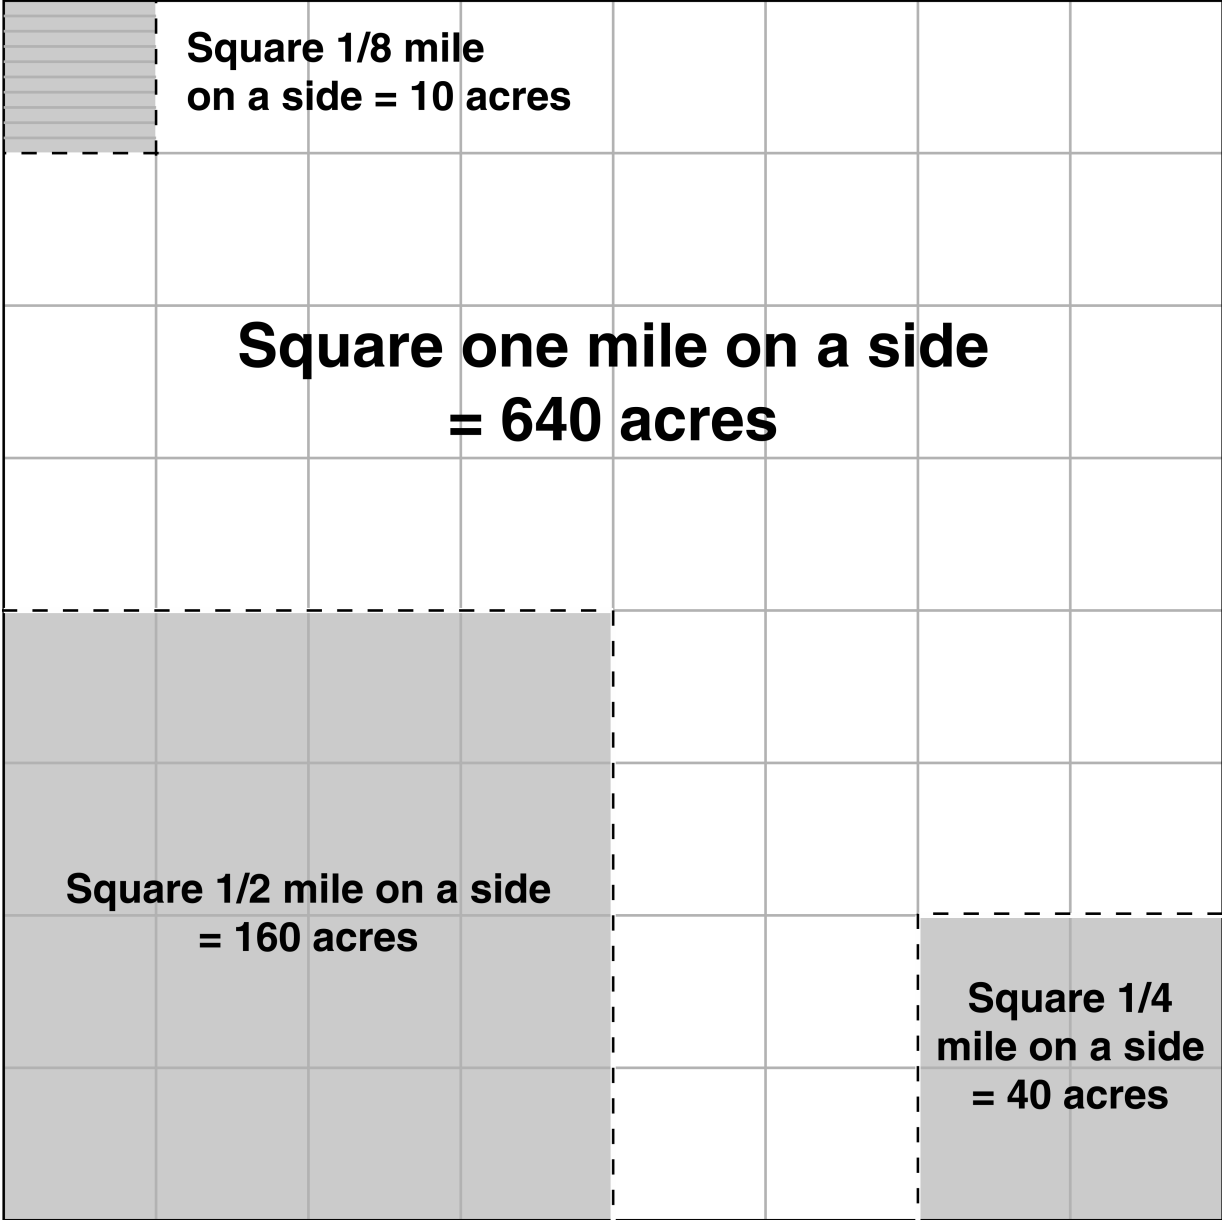 Square 1/8 mile
on a side = 10 acres
Square one mile on a side
= 640 acres
Square 1/2 mile on a side
= 160 acres
Square 1/4
mile on a side
= 40 acres